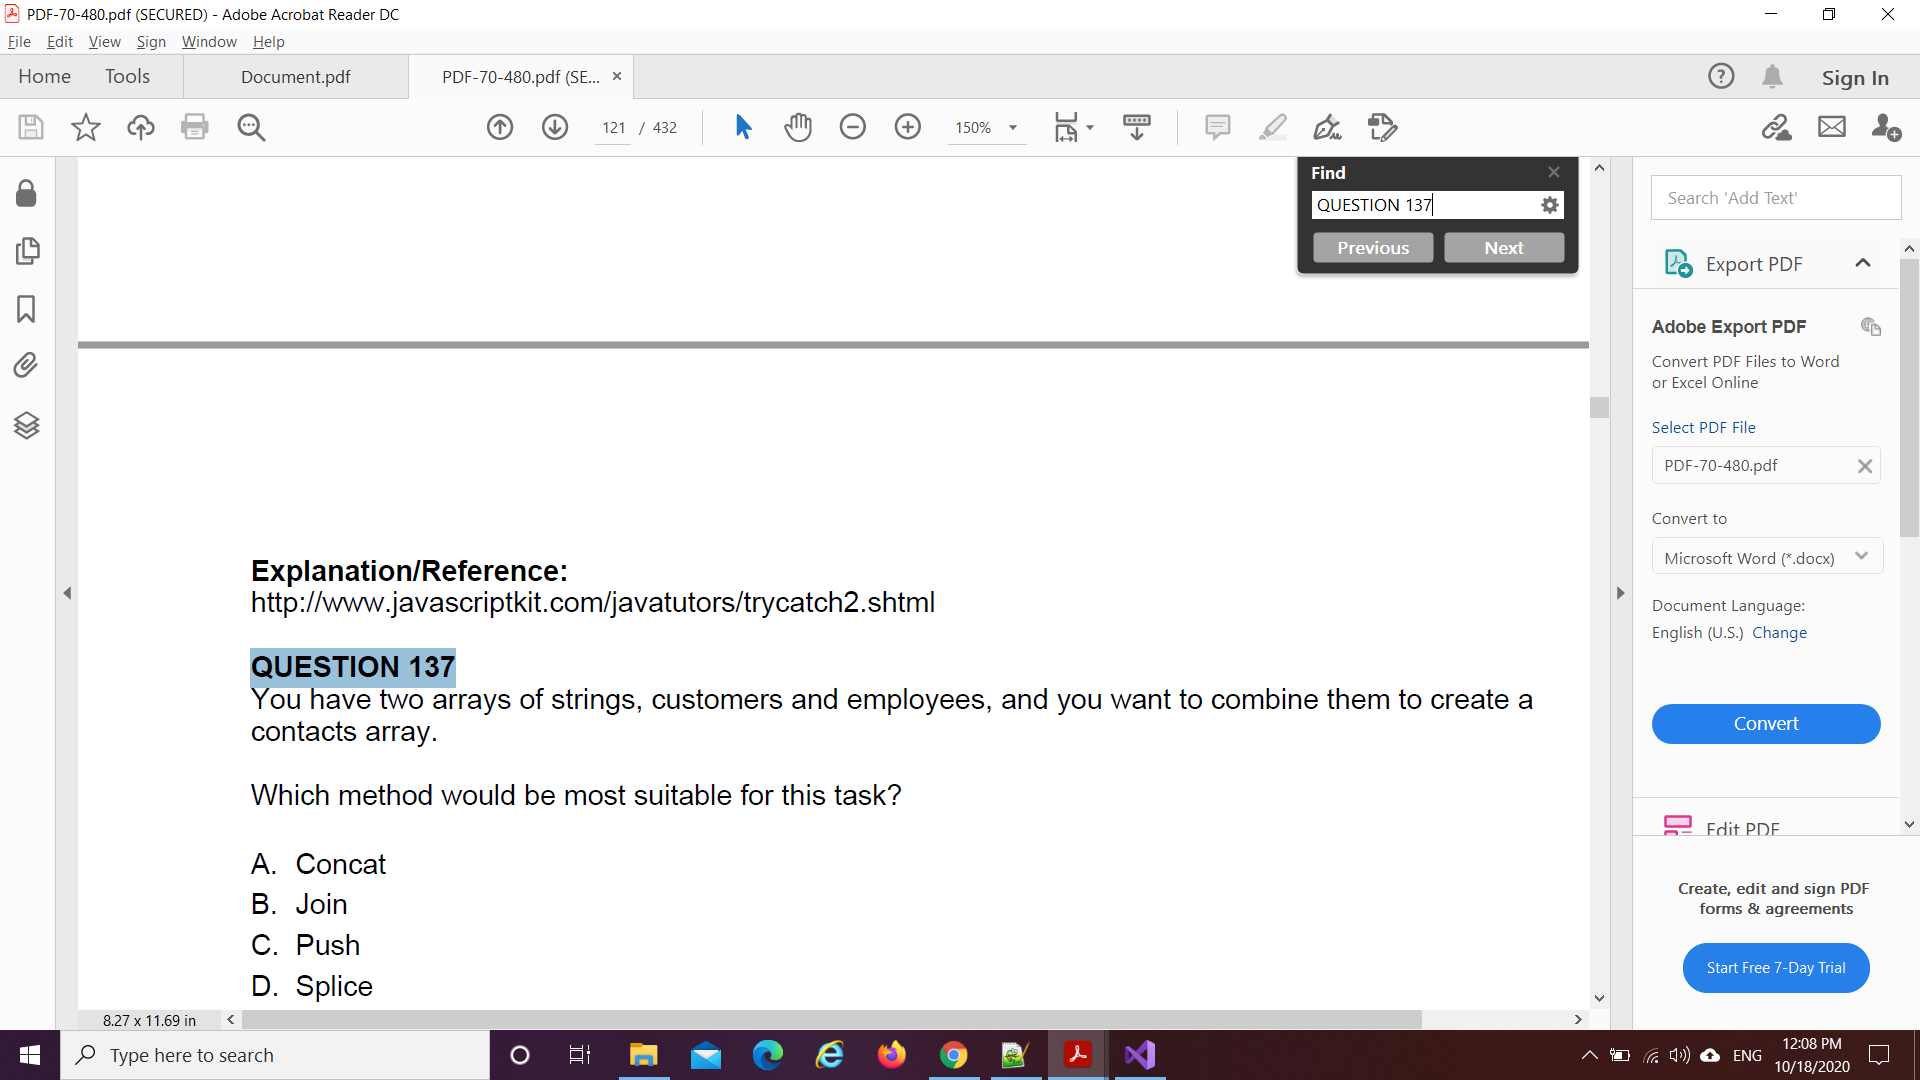 PDF-70-480.pdf (SECURED) - Adobe Acrobat Reader DC
File Edit View Sign Window Help
Home Tools Document.pdf PDF-70-480.pdf (SE... × Sign In
121 / 432 150%
Find
QUESTION 137
Previous Next
Search 'Add Text'
Export PDF
Adobe Export PDF
Convert PDF Files to Word
or Excel Online
Select PDF File
PDF-70-480.pdf
Convert to
Microsoft Word (*.docx)
Document Language:
English (U.S.) Change
Convert
Edit PDF
Create, edit and sign PDF
forms & agreements
Start Free 7-Day Trial
Explanation/Reference:
http://www.javascriptkit.com/javatutors/trycatch2.shtml
QUESTION 137
You have two arrays of strings, customers and employees, and you want to combine them to create a
contacts array.
Which method would be most suitable for this task?
A. Concat
B. Join
C. Push
D. Splice
8.27 x 11.69 in
Type here to search
ENG
12:08 PM
10/18/2020